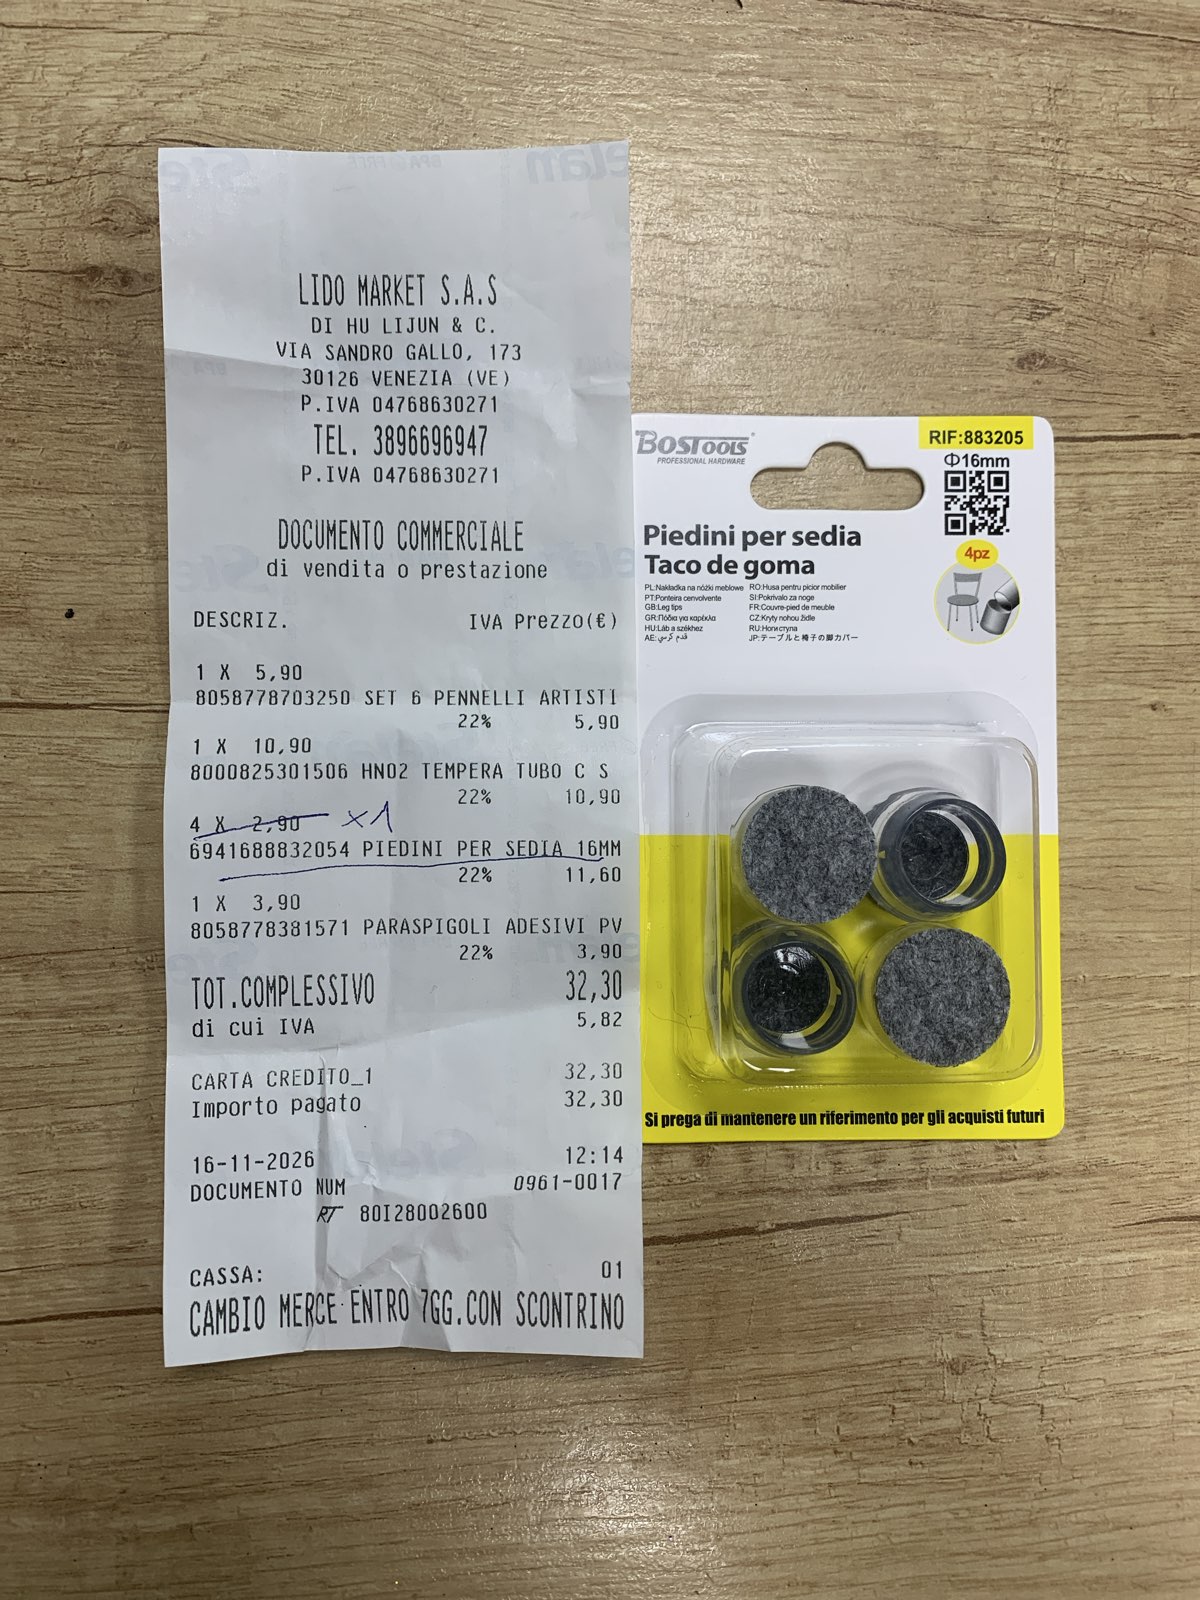 LIDO MARKET S.A.S
DI HU LIJUN & C.
VIA SANDRO GALLO, 173
30126 VENEZIA (VE)
P.IVA 04768630271
TEL. 3896696947
P.IVA 04768630271
DOCUMENTO COMMERCIALE
di vendita o prestazione
DESCRIZ. IVA Prezzo(€)
1 X 5,90
8058778703250 SET 6 PENNELLI ARTISTI
22% 5,90
1 X 10,90
8000825301506 HN02 TEMPERA TUBO C S
22% 10,90
4 X 2,90 x1
6941688832054 PIEDINI PER SEDIA 16MM
22% 11,60
1 X 3,90
8058778381571 PARASPIGOLI ADESIVI PV
22% 3,90
TOT.COMPLESSIVO 32,30
di cui IVA 5,82
CARTA CREDITO_1 32,30
Importo pagato 32,30
16-11-2026 12:14
DOCUMENTO NUM 0961-0017
RT 80I28002600
CASSA: 01
CAMBIO MERCE ENTRO 7GG.CON SCONTRINO
BOSTOOLS
PROFESSIONAL HARDWARE
RIF:883205
Φ16mm
Piedini per sedia
Taco de goma
4pz
PL:Nakładka na nóżki meblowe RO:Husa pentru picior mobilier
PT:Ponteira cenvolvente SI:Pokrivalo za noge
GB:Leg tips FR:Couvre-pied de meuble
GR:Πόδια για καρέκλα CZ:Kryty nohou židle
HU:Láb a székhez RU:Ноги стула
AE:قدم كرسي JP:テーブルと椅子の脚カバー
Si prega di mantenere un riferimento per gli acquisti futuri